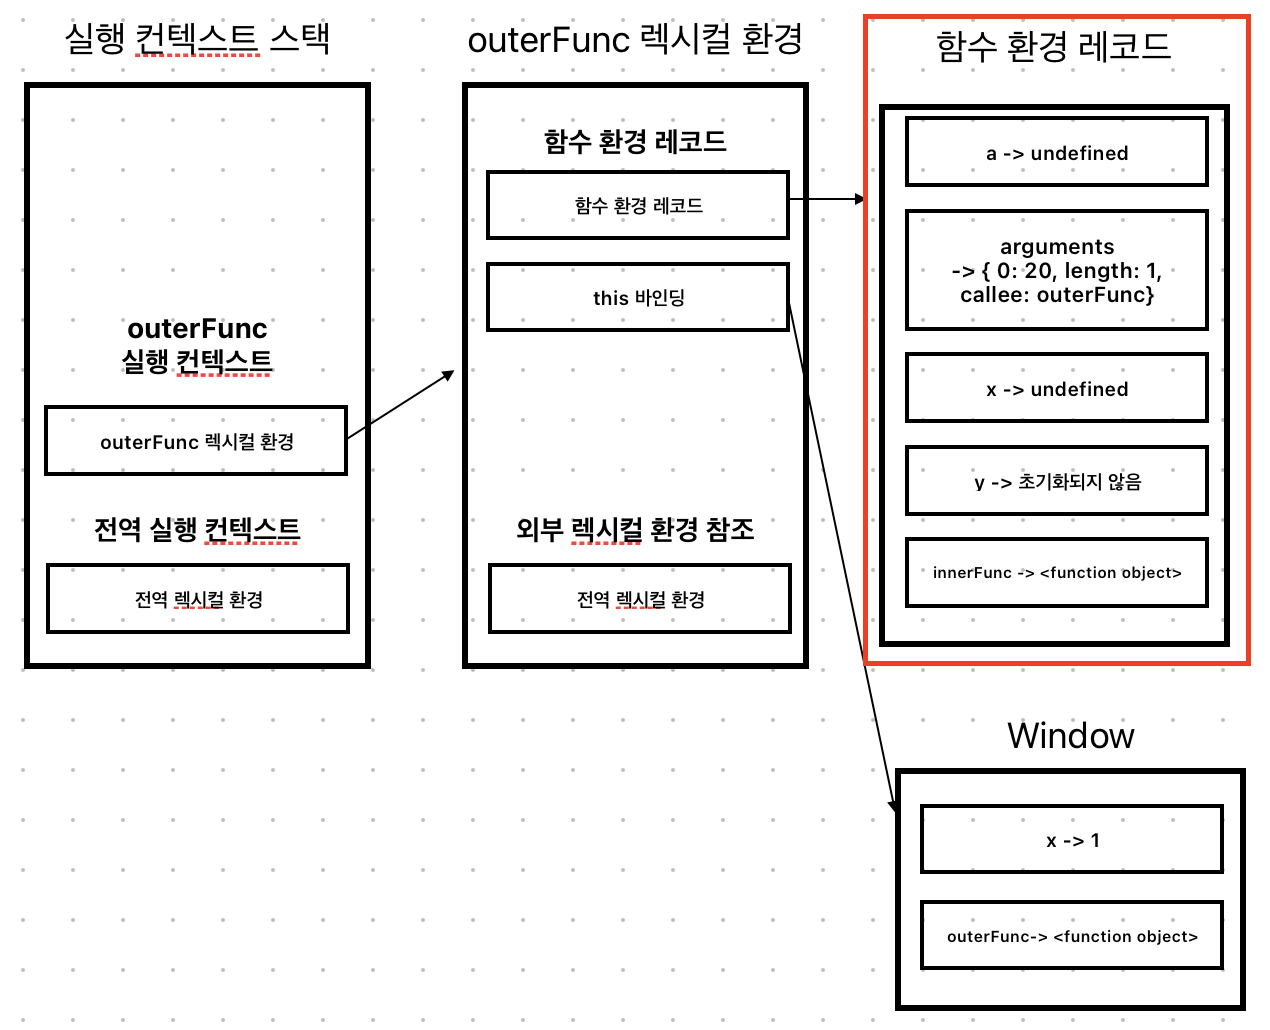 실행 컨텍스트 스택
outerFunc
실행 컨텍스트
outerFunc 렉시컬 환경
전역 실행 컨텍스트
전역 렉시컬 환경
outerFunc 렉시컬 환경
함수 환경 레코드
함수 환경 레코드
this 바인딩
외부 렉시컬 환경 참조
전역 렉시컬 환경
함수 환경 레코드
a -> undefined
arguments
-> { 0: 20, length: 1,
callee: outerFunc}
x -> undefined
y -> 초기화되지 않음
innerFunc -> <function object>
Window
x -> 1
outerFunc-> <function object>